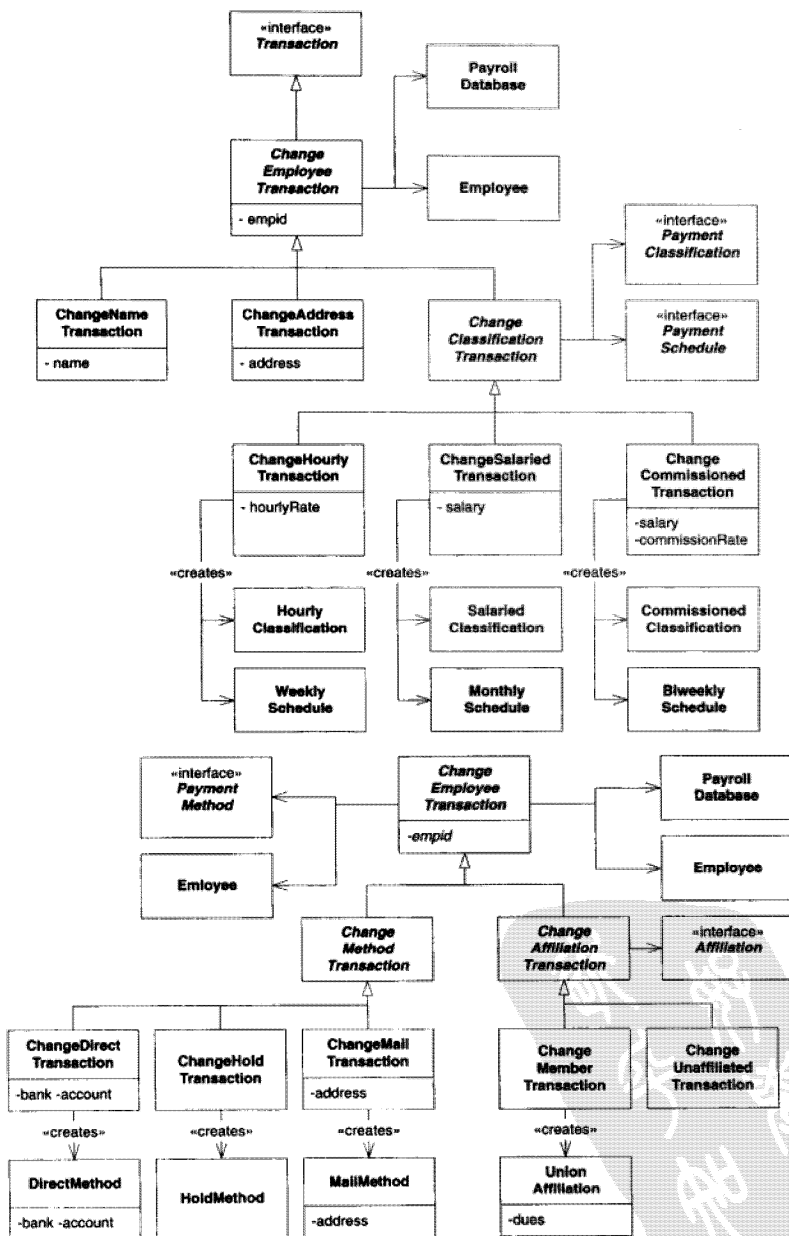 «interface»
Transaction
Payroll
Database
Change
Employee
Transaction
- empid
Employee
«interface»
Payment
Classification
ChangeName
Transaction
- name
ChangeAddress
Transaction
- address
Change
Classification
Transaction
«interface»
Payment
Schedule
ChangeHourly
Transaction
- hourlyRate
ChangeSalaried
Transaction
- salary
Change
Commissioned
Transaction
-salary
-commissionRate
«creates»
«creates»
«creates»
Hourly
Classification
Salaried
Classification
Commissioned
Classification
Weekly
Schedule
Monthly
Schedule
Biweekly
Schedule
«interface»
Payment
Method
Change
Employee
Transaction
-empid
Payroll
Database
Emloyee
Employee
Change
Method
Transaction
Change
Affiliation
Transaction
«interface»
Affiliation
ChangeDirect
Transaction
-bank -account
ChangeHold
Transaction
ChangeMail
Transaction
-address
Change
Member
Transaction
Change
Unaffiliated
Transaction
«creates»
«creates»
«creates»
«creates»
DirectMethod
-bank -account
HoldMethod
MailMethod
-address
Union
Affiliation
-dues